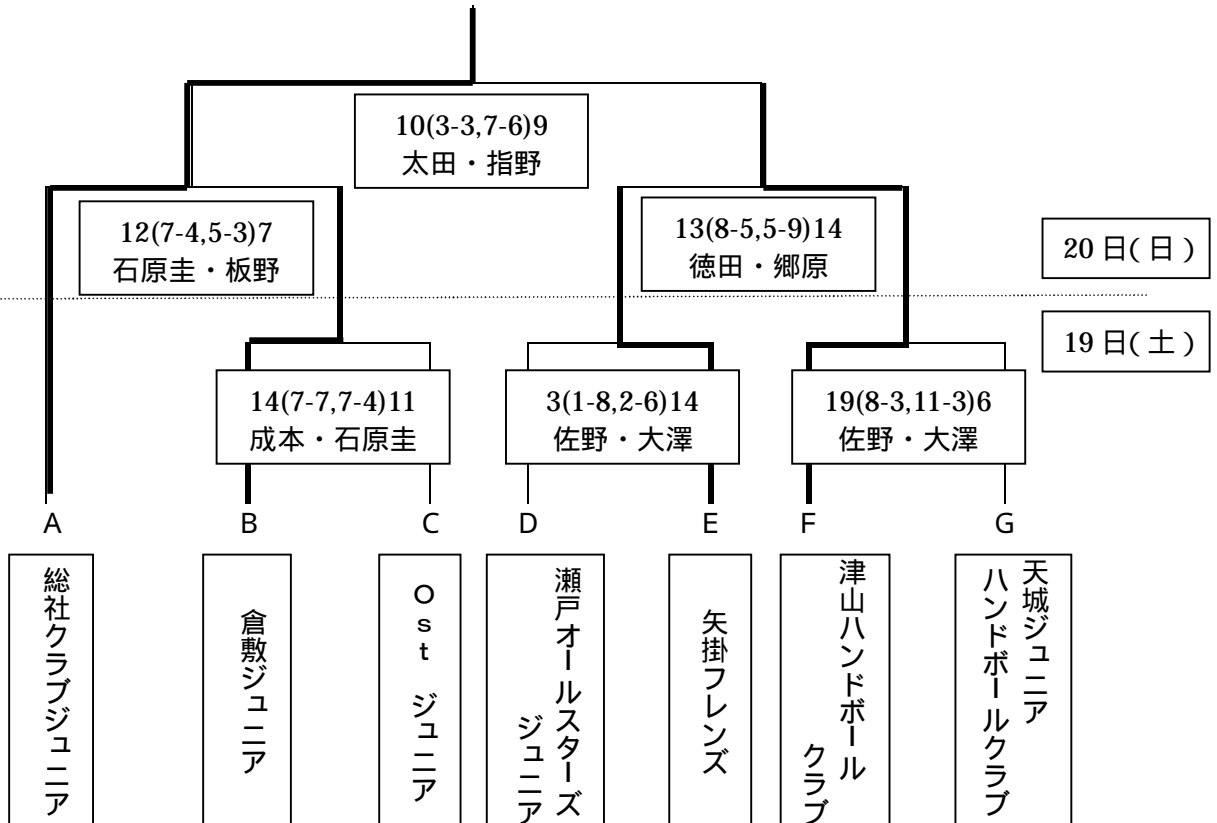 10(3-3,7-6)9
太田・指野
12(7-4,5-3)7
石原圭・板野
13(8-5,5-9)14
徳田・郷原
20日(日)
19日(土)
14(7-7,7-4)11
成本・石原圭
3(1-8,2-6)14
佐野・大澤
19(8-3,11-3)6
佐野・大澤
A
B
C
D
E
F
G
総社クラブジュニア
倉敷ジュニア
Ost ジュニア
瀬戸オールスターズ
ジュニア
矢掛フレンズ
津山ハンドボール
クラブ
天城ジュニア
ハンドボールクラブ